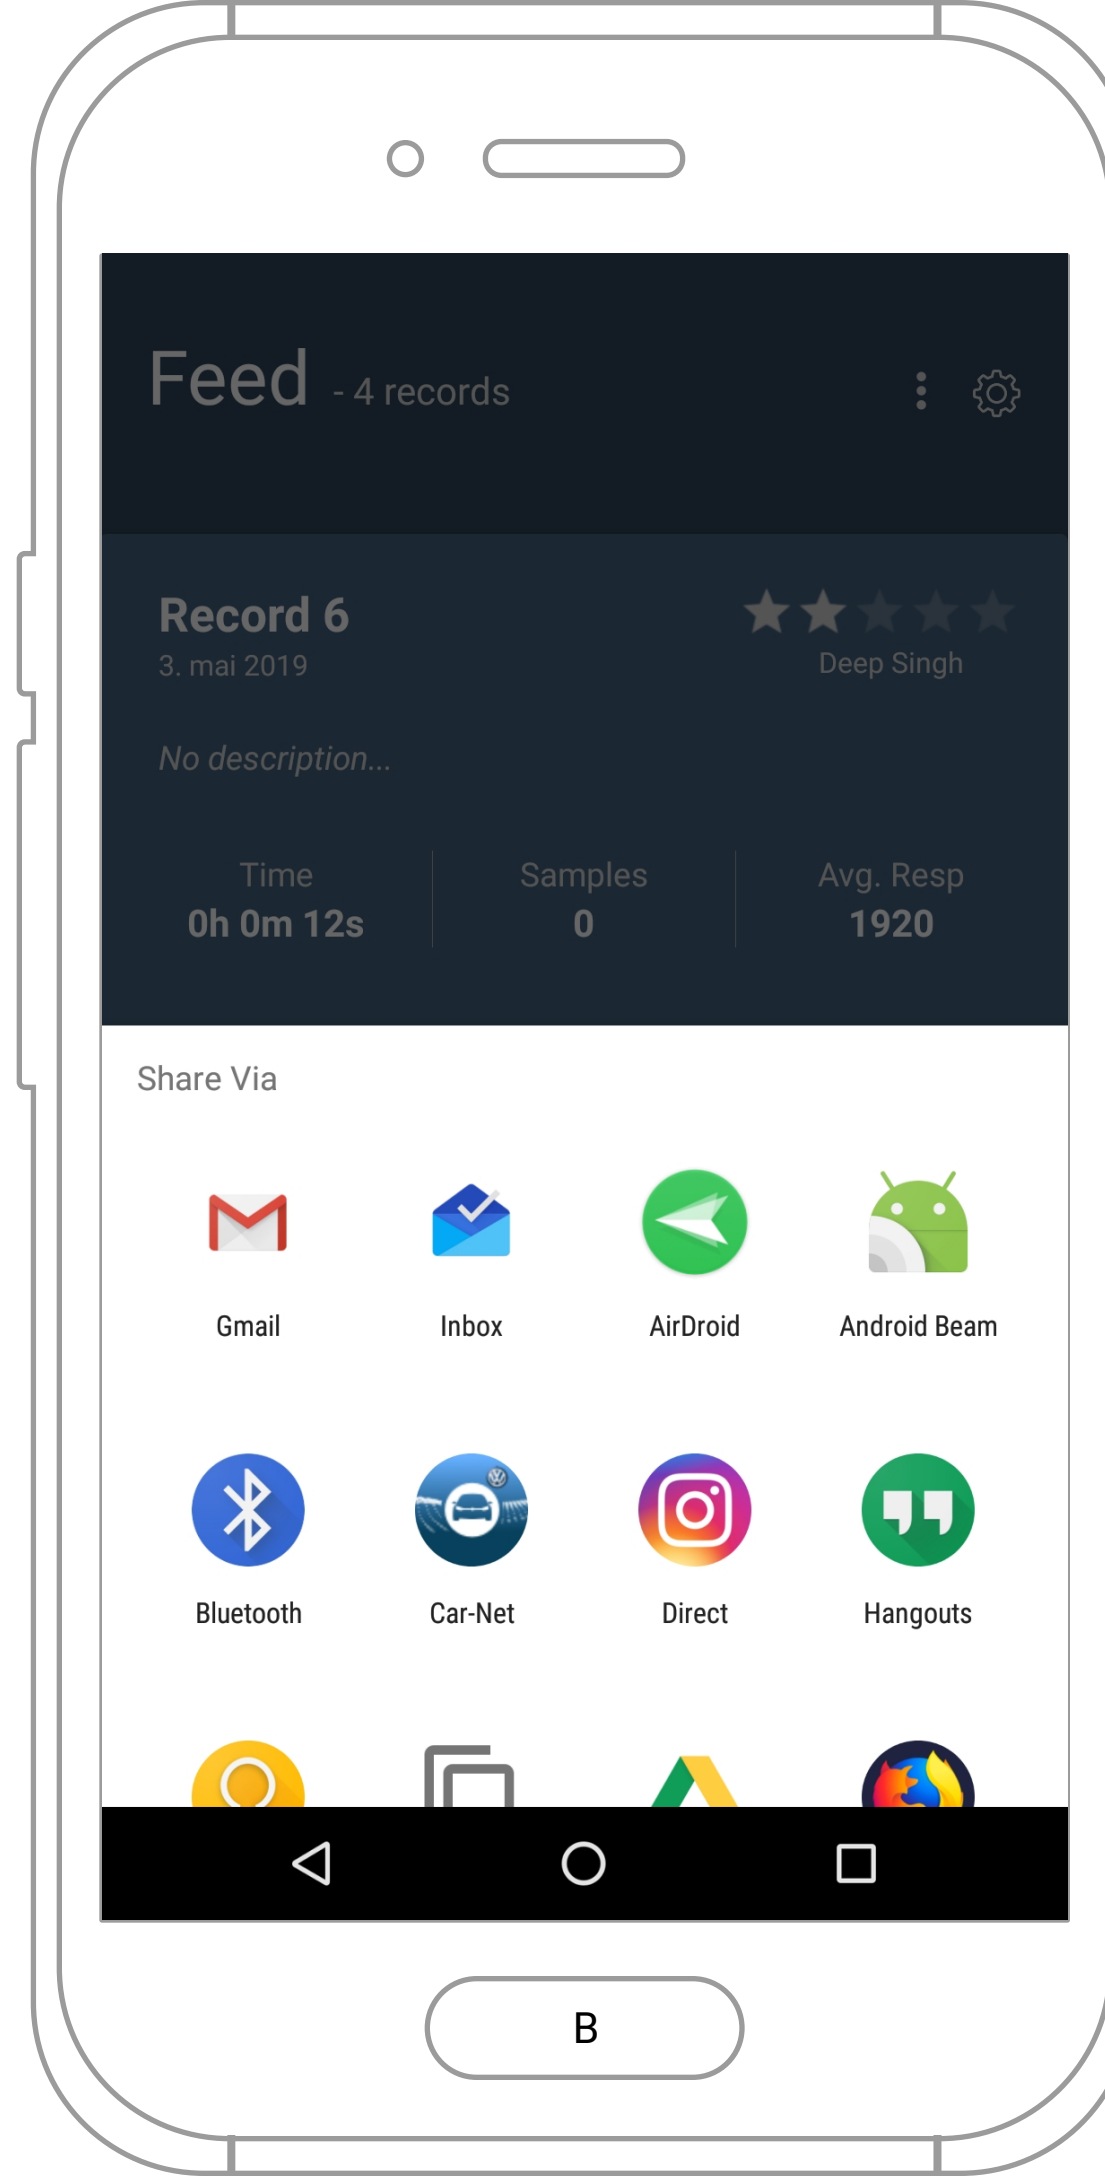 Feed - 4 records
Record 6
3. mai 2019
Deep Singh
No description...
Time Samples Avg. Resp
0h 0m 12s 0 1920
Share Via
Gmail Inbox AirDroid Android Beam
Bluetooth Car-Net Direct Hangouts
B